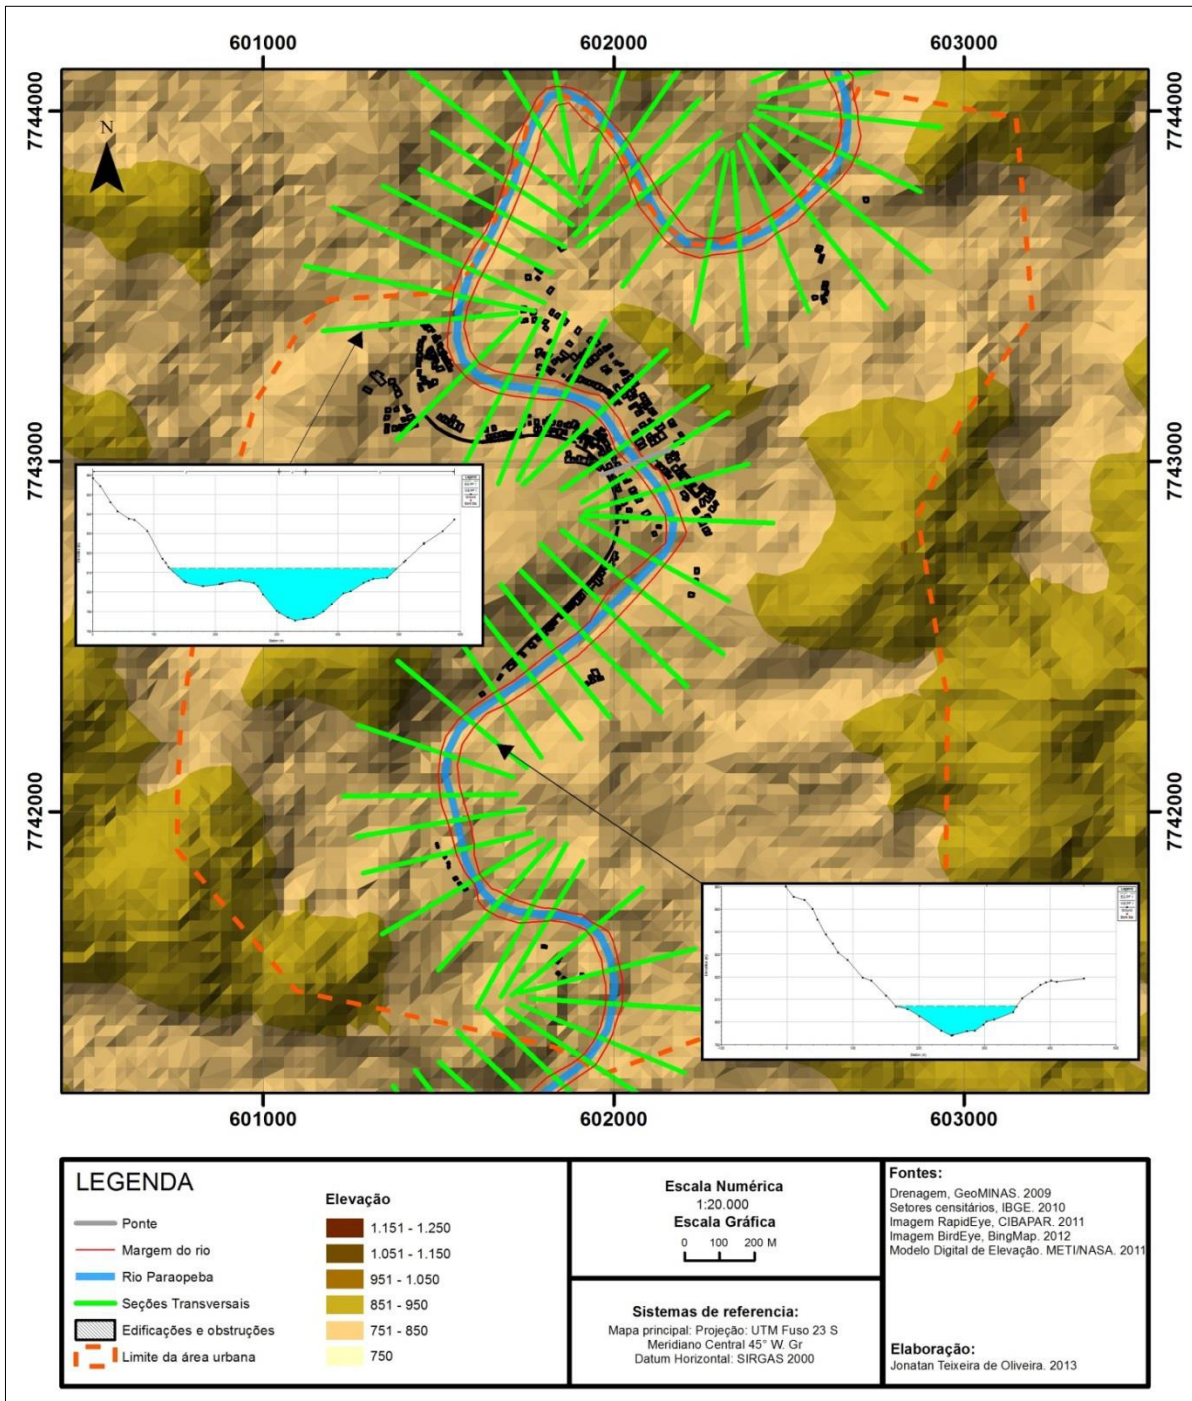 601000
602000
603000
7744000
7744000
N
7743000
7743000
7742000
7742000
601000
602000
603000
LEGENDA
Ponte
Margem do rio
Rio Paraopeba
Seções Transversais
Edificações e obstruções
Limite da área urbana
Elevação
1.151 - 1.250
1.051 - 1.150
951 - 1.050
851 - 950
751 - 850
750
Escala Numérica
1:20.000
Escala Gráfica
0 100 200 M
Sistemas de referencia:
Mapa principal: Projeção: UTM Fuso 23 S
Meridiano Central 45° W. Gr
Datum Horizontal: SIRGAS 2000
Fontes:
Drenagem, GeoMINAS. 2009
Setores censitários, IBGE. 2010
Imagem RapidEye, CIBAPAR. 2011
Imagem BirdEye, BingMap. 2012
Modelo Digital de Elevação. METI/NASA. 2011
Elaboração:
Jonatan Teixeira de Oliveira. 2013